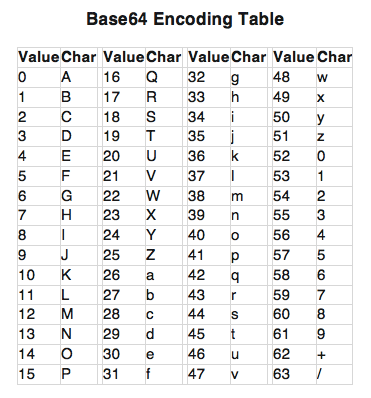 Base64 Encoding Table
Value Char Value Char Value Char Value Char
0 A 16 Q 32 g 48 w
1 B 17 R 33 h 49 x
2 C 18 S 34 i 50 y
3 D 19 T 35 j 51 z
4 E 20 U 36 k 52 0
5 F 21 V 37 l 53 1
6 G 22 W 38 m 54 2
7 H 23 X 39 n 55 3
8 I 24 Y 40 o 56 4
9 J 25 Z 41 p 57 5
10 K 26 a 42 q 58 6
11 L 27 b 43 r 59 7
12 M 28 c 44 s 60 8
13 N 29 d 45 t 61 9
14 O 30 e 46 u 62 +
15 P 31 f 47 v 63 /